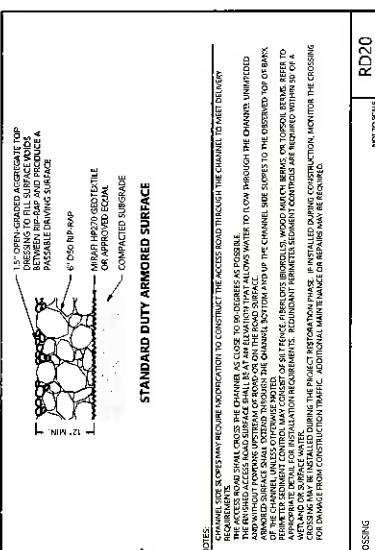 1.5" OPEN-GRADED AGGREGATE TOP
DRESSING TO FILL SURFACE VOIDS
BETWEEN RIP-RAP AND PRODUCE A
PASSABLE DRIVING SURFACE
6" D50 RIP-RAP
MIRAFI HP270 GEOTEXTILE
OR APPROVED EQUAL
COMPACTED SUBGRADE
12" MIN.
STANDARD DUTY ARMORED SURFACE
NOTES:
CHANNEL SIDE SLOPES MAY REQUIRE MODIFICATION TO CONSTRUCT THE ACCESS ROAD THROUGH THE CHANNEL TO MEET DELIVERY
REQUIREMENTS.
THE ACCESS ROAD SHALL CROSS THE CHANNEL AS CLOSE TO 90-DEGREES AS POSSIBLE.
THE FINISHED ACCESS ROAD SURFACE SHALL BE AT AN ELEVATION THAT ALLOWS WATER TO FLOW THROUGH THE CHANNEL UNIMPEDED
AND WITHOUT PONDING UPSTREAM OF ROAD OR ON THE ROAD SURFACE.
ARMORED SURFACE SHALL EXTEND THROUGH THE CHANNEL BOTTOM AND UP THE CHANNEL SIDE SLOPES TO THE OBSERVED TOP OF BANK
OF THE CHANNEL, UNLESS OTHERWISE NOTED.
PERIMETER SEDIMENT CONTROL MAY CONSIST OF SILT FENCE, FIBERLOGS (BIOROLLS), WOOD MULCH BERMS, OR TOPSOIL BERMS. REFER TO
APPROPRIATE DETAIL FOR INSTALLATION REQUIREMENTS. REDUNDANT PERIMETER SEDIMENT CONTROLS ARE REQUIRED WITHIN 50' OF A
WETLAND OR SURFACE WATER.
CROSSING MAY BE INSTALLED DURING THE PROJECT RESTORATION PHASE. IF INSTALLED DURING CONSTRUCTION, MONITOR THE CROSSING
FOR DAMAGE FROM CONSTRUCTION TRAFFIC. ADDITIONAL MAINTENANCE OR REPAIRS MAY BE REQUIRED.
OSSING
RD20
NOT TO SCALE